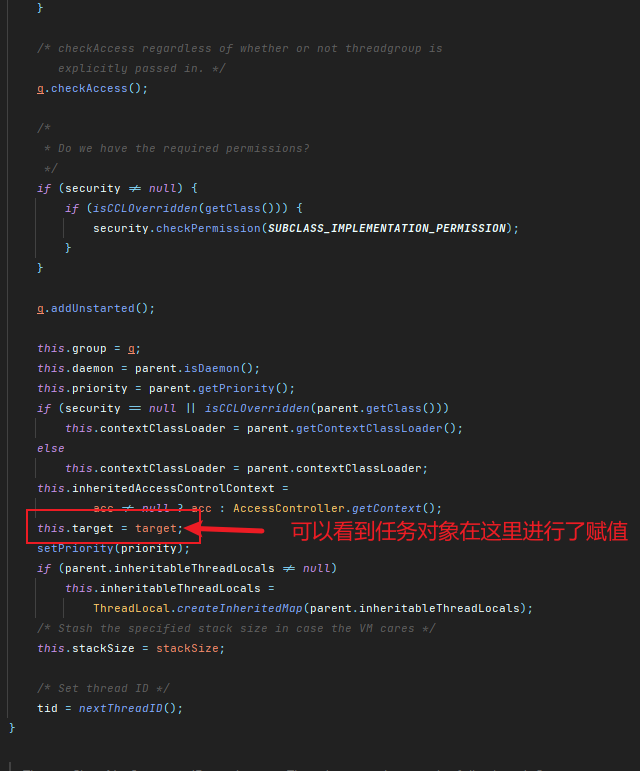 }
/* checkAccess regardless of whether or not threadgroup is
explicitly passed in. */
g.checkAccess();
/*
* Do we have the required permissions?
*/
if (security ≠ null) {
if (isCCLOverridden(getClass())) {
security.checkPermission(SUBCLASS_IMPLEMENTATION_PERMISSION);
}
}
g.addUnstarted();
this.group = g;
this.daemon = parent.isDaemon();
this.priority = parent.getPriority();
if (security == null || isCCLOverridden(parent.getClass()))
this.contextClassLoader = parent.getContextClassLoader();
else
this.contextClassLoader = parent.contextClassLoader;
this.inheritedAccessControlContext =
acc ≠ null ? acc : AccessController.getContext();
this.target = target; 可以看到任务对象在这里进行了赋值
setPriority(priority);
if (parent.inheritableThreadLocals ≠ null)
this.inheritableThreadLocals =
ThreadLocal.createInheritedMap(parent.inheritableThreadLocals);
/* Stash the specified stack size in case the VM cares */
this.stackSize = stackSize;
/* Set thread ID */
tid = nextThreadID();
}